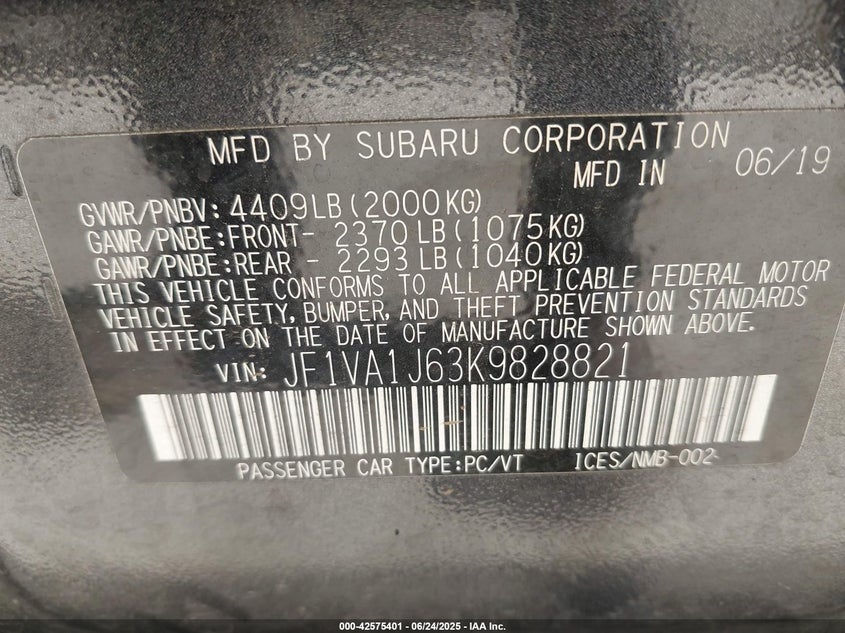 MFD BY SUBARU CORPORATION
MFD IN 06/19
GVWR/PNBV: 4409LB(2000KG)
GAWR/PNBE:FRONT- 2370LB(1075KG)
GAWR/PNBE:REAR - 2293LB(1040KG)
THIS VEHICLE CONFORMS TO ALL APPLICABLE FEDERAL MOTOR
VEHICLE SAFETY, BUMPER, AND THEFT PREVENTION STANDARDS
IN EFFECT ON THE DATE OF MANUFACTURE SHOWN ABOVE.
VIN: JF1VA1J63K9828821
PASSENGER CAR TYPE:PC/VT ICES/NMB-002
000-42575401 - 06/24/2025 - IAA Inc.